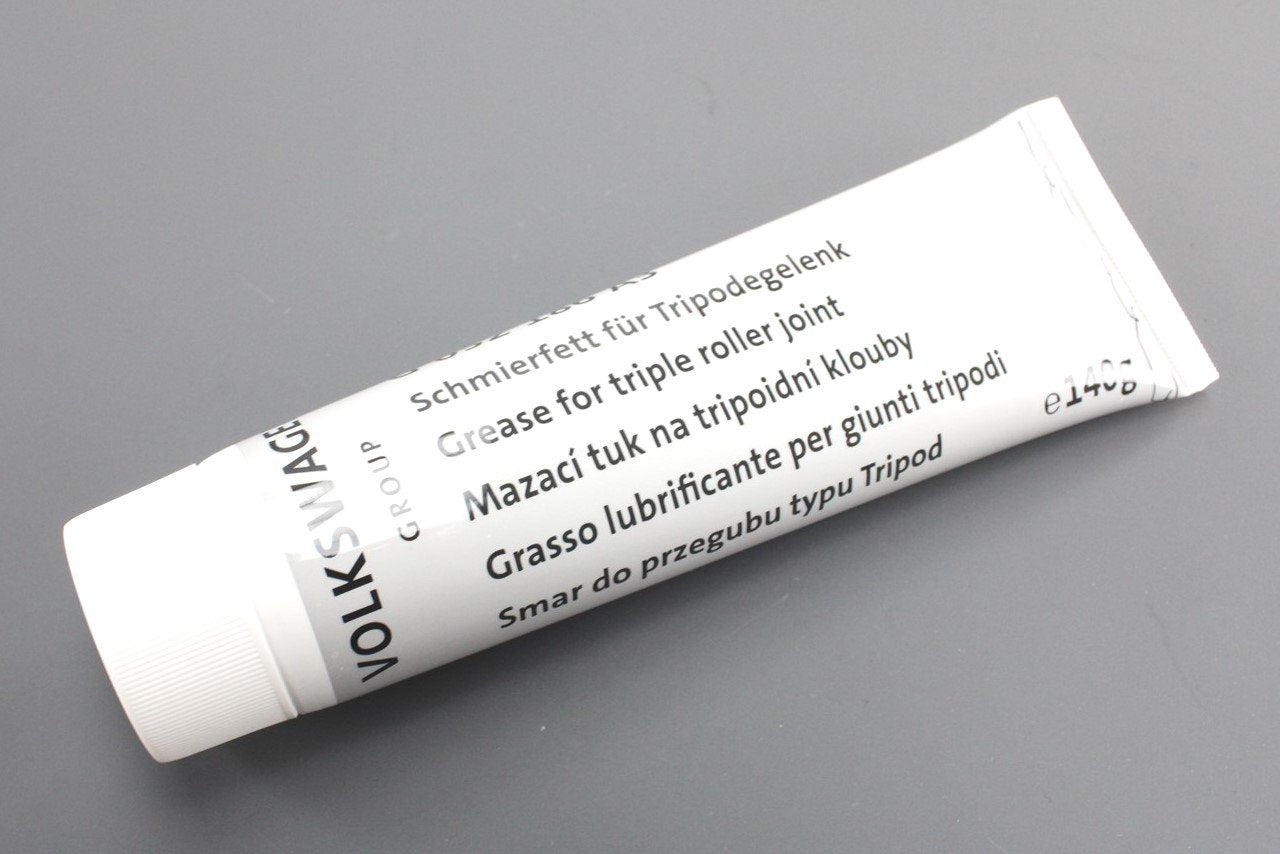 VOLKSWAGE
GROUP
Schmierfett für Tripodegelenk
Grease for triple roller joint
Mazací tuk na tripoidní klouby
Grasso lubrificante per giunti tripodi
Smar do przegubu typu Tripod
e 140g